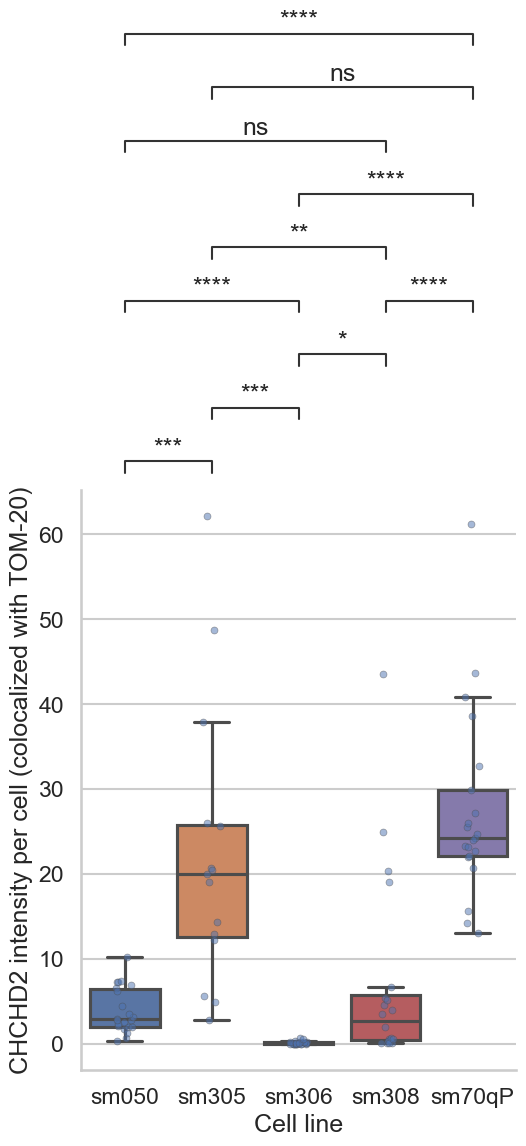 ****
ns
ns
****
**
**** ****
*
***
***
CHCHD2 intensity per cell (colocalized with TOM-20)
60
50
40
30
20
10
0
sm050 sm305 sm306 sm308 sm70qP
Cell line